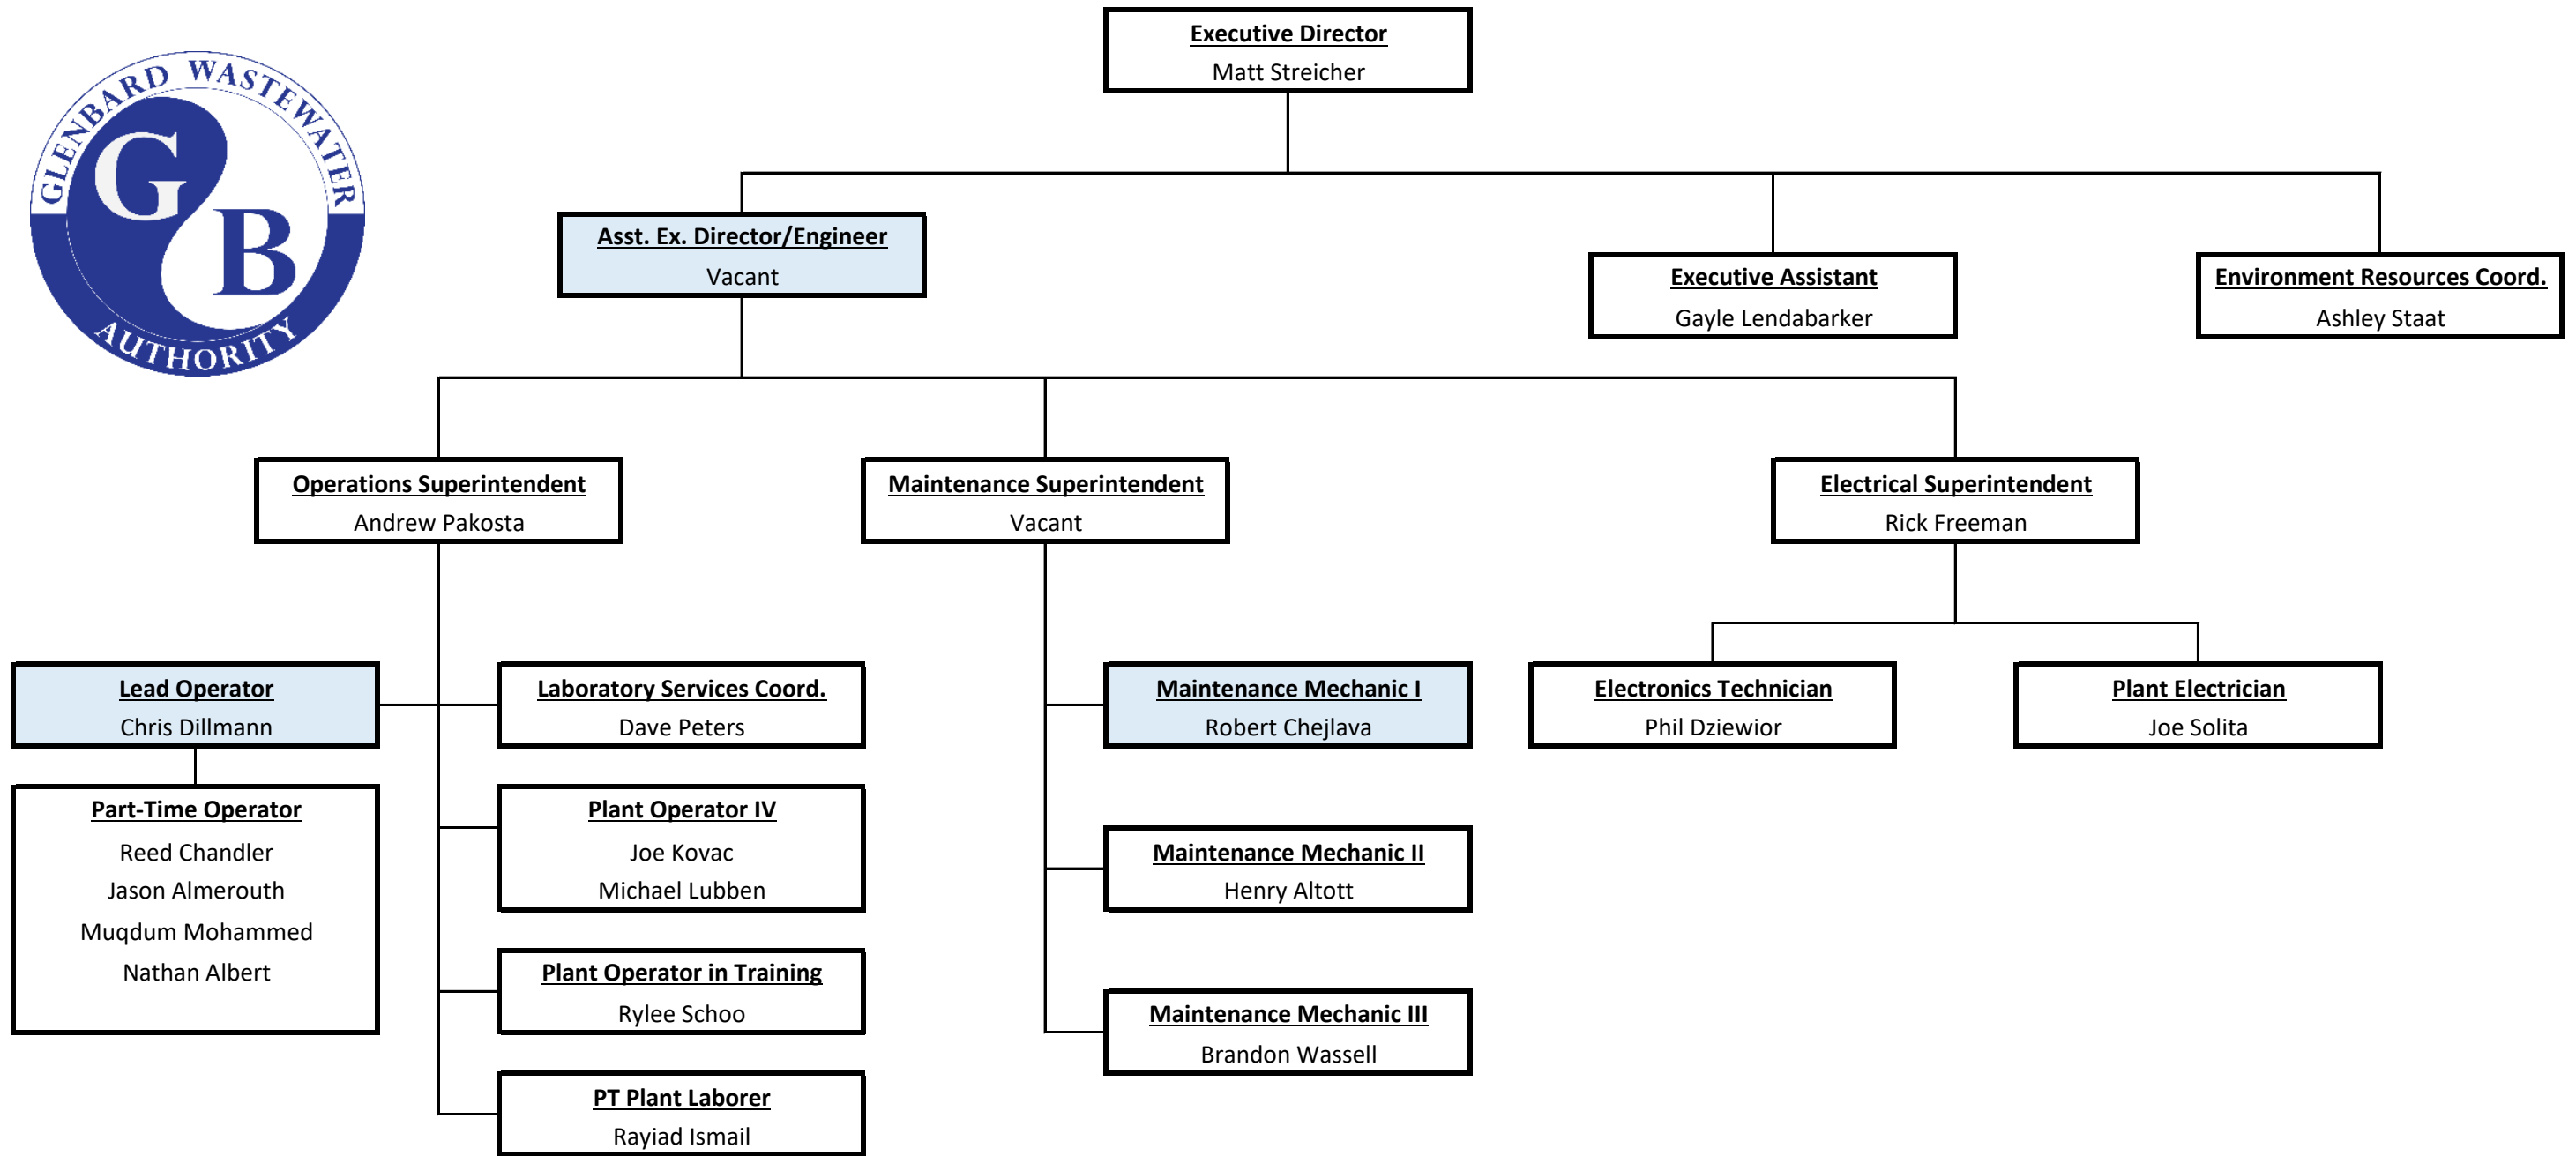 Executive Director
Matt Streicher
GLENBARD WASTEWATER
G
B
AUTHORITY
Asst. Ex. Director/Engineer
Vacant
Executive Assistant
Gayle Lendabarker
Environment Resources Coord.
Ashley Staat
Operations Superintendent
Andrew Pakosta
Maintenance Superintendent
Vacant
Electrical Superintendent
Rick Freeman
Lead Operator
Chris Dillmann
Laboratory Services Coord.
Dave Peters
Maintenance Mechanic I
Robert Chejlava
Electronics Technician
Phil Dziewior
Plant Electrician
Joe Solita
Part-Time Operator
Reed Chandler
Jason Almerouth
Muqdum Mohammed
Nathan Albert
Plant Operator IV
Joe Kovac
Michael Lubben
Maintenance Mechanic II
Henry Altott
Plant Operator in Training
Rylee Schoo
Maintenance Mechanic III
Brandon Wassell
PT Plant Laborer
Rayiad Ismail